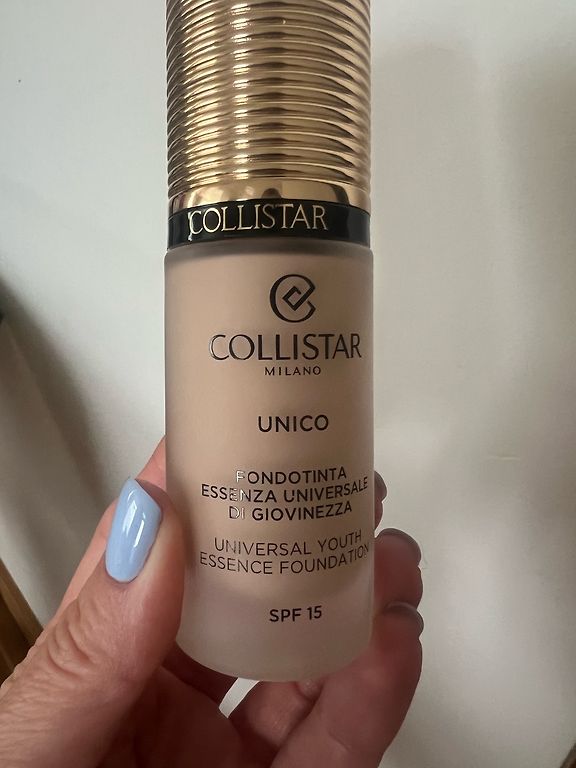 COLLISTAR
COLLISTAR
MILANO
UNICO
FONDOTINTA
ESSENZA UNIVERSALE
DI GIOVINEZZA
UNIVERSAL YOUTH
ESSENCE FOUNDATION
SPF 15